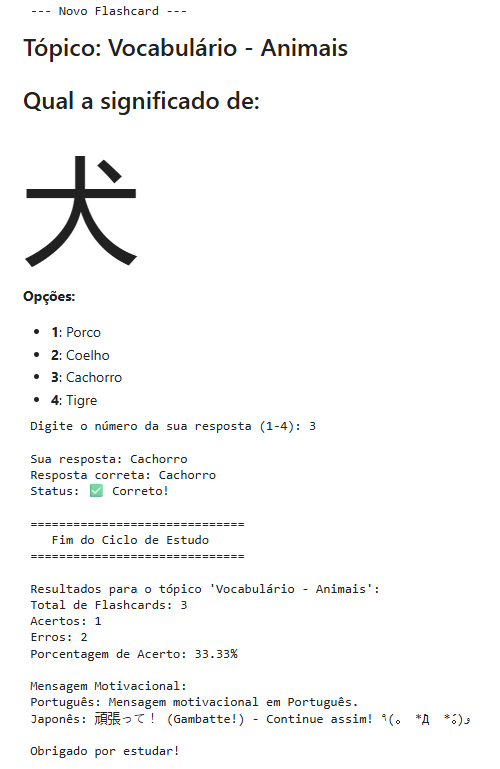 --- Novo Flashcard ---
Tópico: Vocabulário - Animais
Qual a significado de:
犬
Opções:
1: Porco
2: Coelho
3: Cachorro
4: Tigre
Digite o número da sua resposta (1-4): 3
Sua resposta: Cachorro
Resposta correta: Cachorro
Status: ✅ Correto!
==============================
Fim do Ciclo de Estudo
==============================
Resultados para o tópico 'Vocabulário - Animais':
Total de Flashcards: 3
Acertos: 1
Erros: 2
Porcentagem de Acerto: 33.33%
Mensagem Motivacional:
Português: Mensagem motivacional em Português.
Japonês: 頑張って! (Gambatte!) - Continue assim! ٩(。 *Д *ỏ)و
Obrigado por estudar!